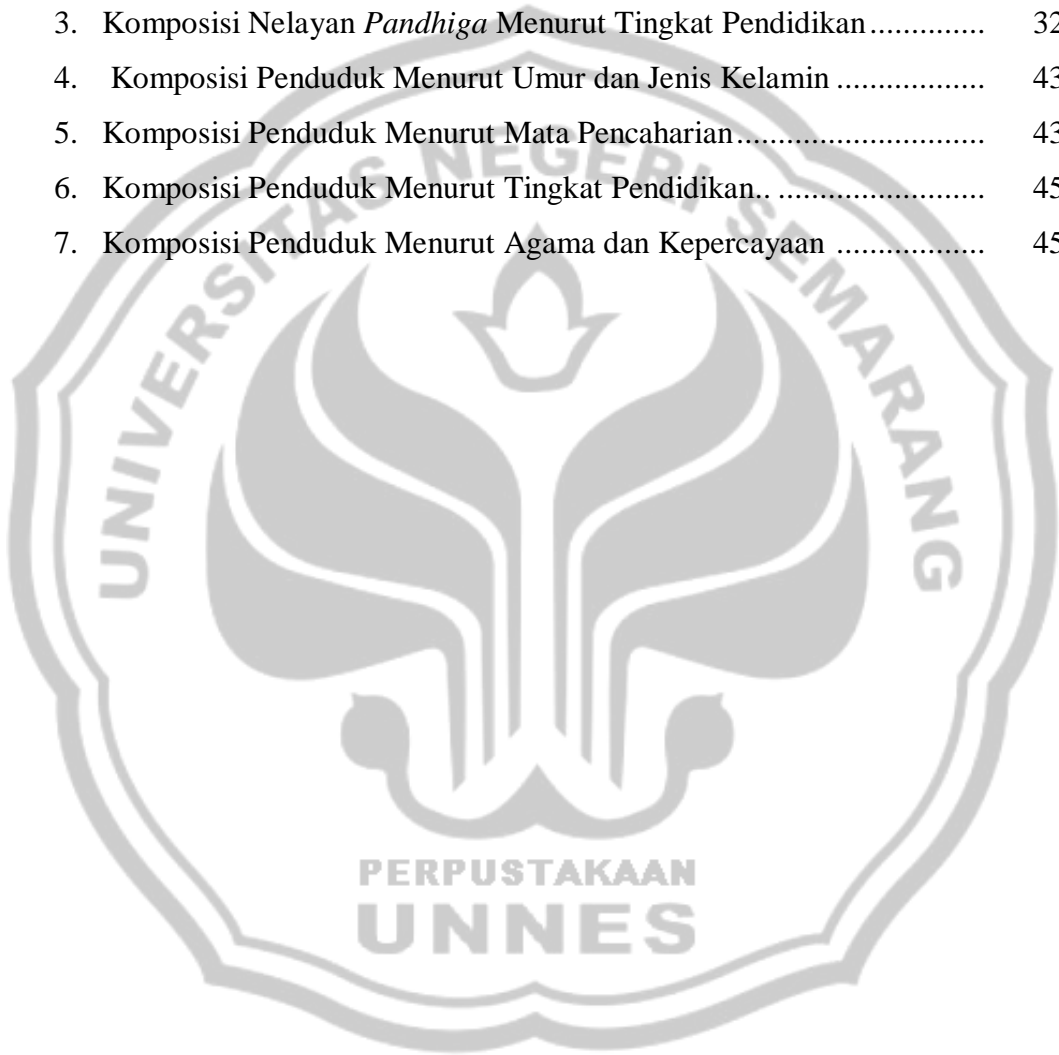 3. Komposisi Nelayan Pandhiga Menurut Tingkat Pendidikan.............. 32
4. Komposisi Penduduk Menurut Umur dan Jenis Kelamin ................. 43
5. Komposisi Penduduk Menurut Mata Pencaharian............................ 43
6. Komposisi Penduduk Menurut Tingkat Pendidikan.. ....................... 45
7. Komposisi Penduduk Menurut Agama dan Kepercayaan .................. 45
UNIVERSITAS NEGERI SEMARANG
PERPUSTAKAAN
UNNES